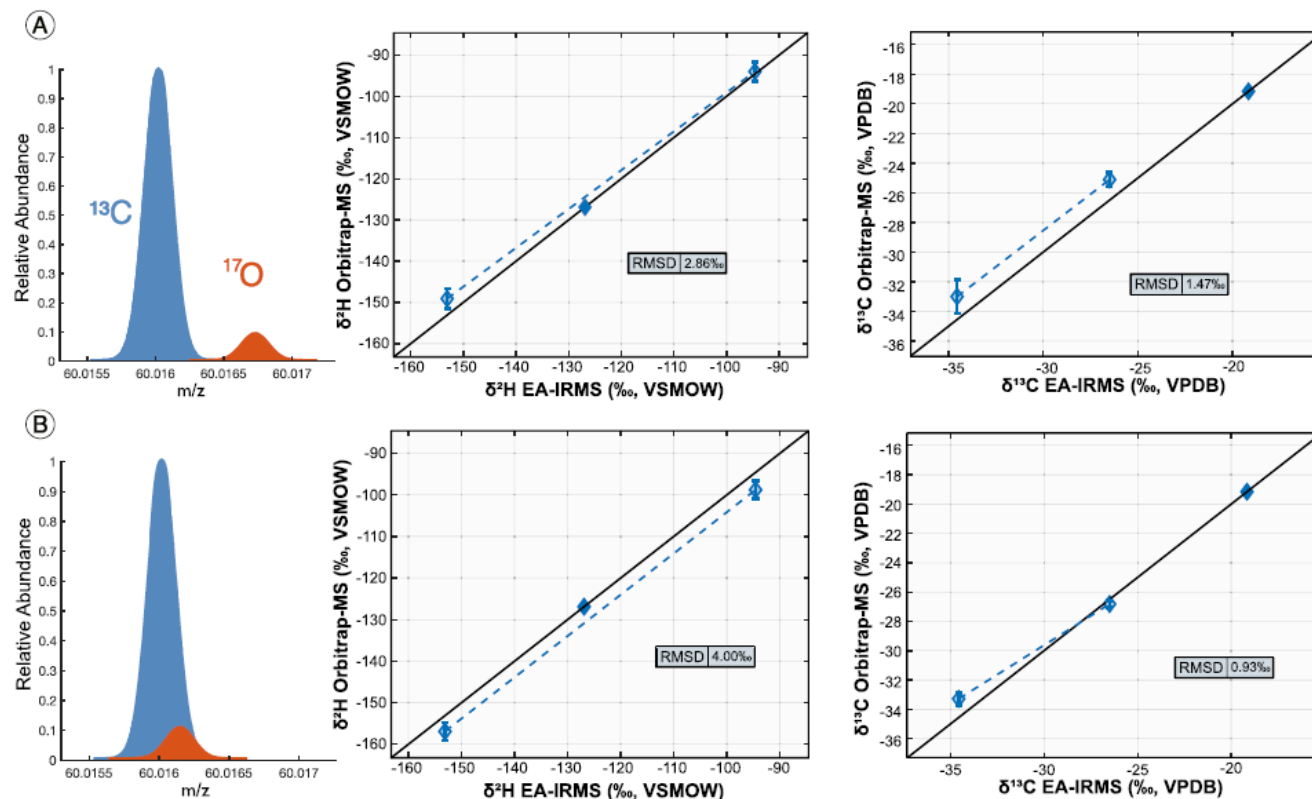 A
Relative Abundance
1
0.9
0.8
0.7
0.6
0.5
0.4
0.3
0.2
0.1
0
¹³C
¹⁷O
60.0155 60.016 60.0165 60.017
m/z
δ²H Orbitrap-MS (‰, VSMOW)
-90
-100
-110
-120
-130
-140
-150
-160
RMSD 2.86‰
-160 -150 -140 -130 -120 -110 -100 -90
δ²H EA-IRMS (‰, VSMOW)
δ¹³C Orbitrap-MS (‰, VPDB)
-16
-18
-20
-22
-24
-26
-28
-30
-32
-34
-36
RMSD 1.47‰
-35 -30 -25 -20
δ¹³C EA-IRMS (‰, VPDB)
B
Relative Abundance
1
0.9
0.8
0.7
0.6
0.5
0.4
0.3
0.2
0.1
0
60.0155 60.016 60.0165 60.017
m/z
δ²H Orbitrap-MS (‰, VSMOW)
-90
-100
-110
-120
-130
-140
-150
-160
RMSD 4.00‰
-160 -150 -140 -130 -120 -110 -100 -90
δ²H EA-IRMS (‰, VSMOW)
δ¹³C Orbitrap-MS (‰, VPDB)
-16
-18
-20
-22
-24
-26
-28
-30
-32
-34
-36
RMSD 0.93‰
-35 -30 -25 -20
δ¹³C EA-IRMS (‰, VPDB)